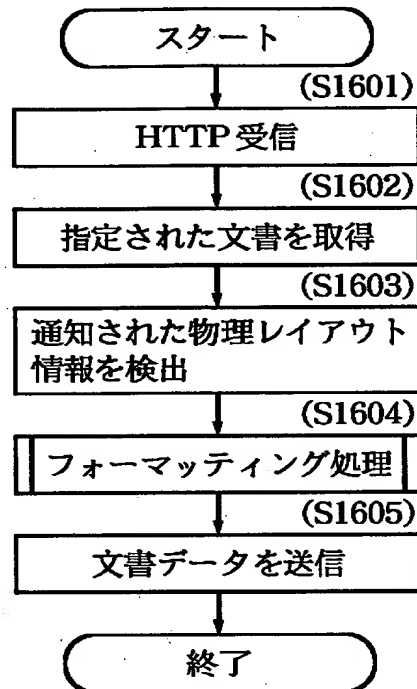 スタート
(S1601)
HTTP受信
(S1602)
指定された文書を取得
(S1603)
通知された物理レイアウト
情報を検出
(S1604)
フォーマッティング処理
(S1605)
文書データを送信
終了